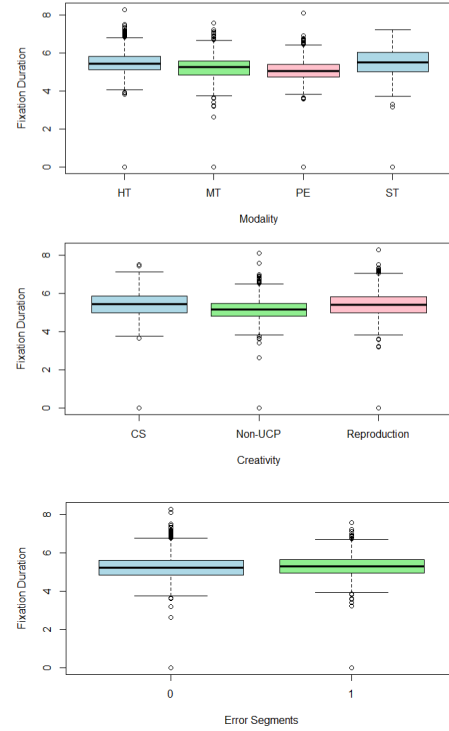 Fixation Duration
8
6
4
2
0
HT MT PE ST
Modality
Fixation Duration
8
6
4
2
0
CS Non-UCP Reproduction
Creativity
Fixation Duration
8
6
4
2
0
0 1
Error Segments